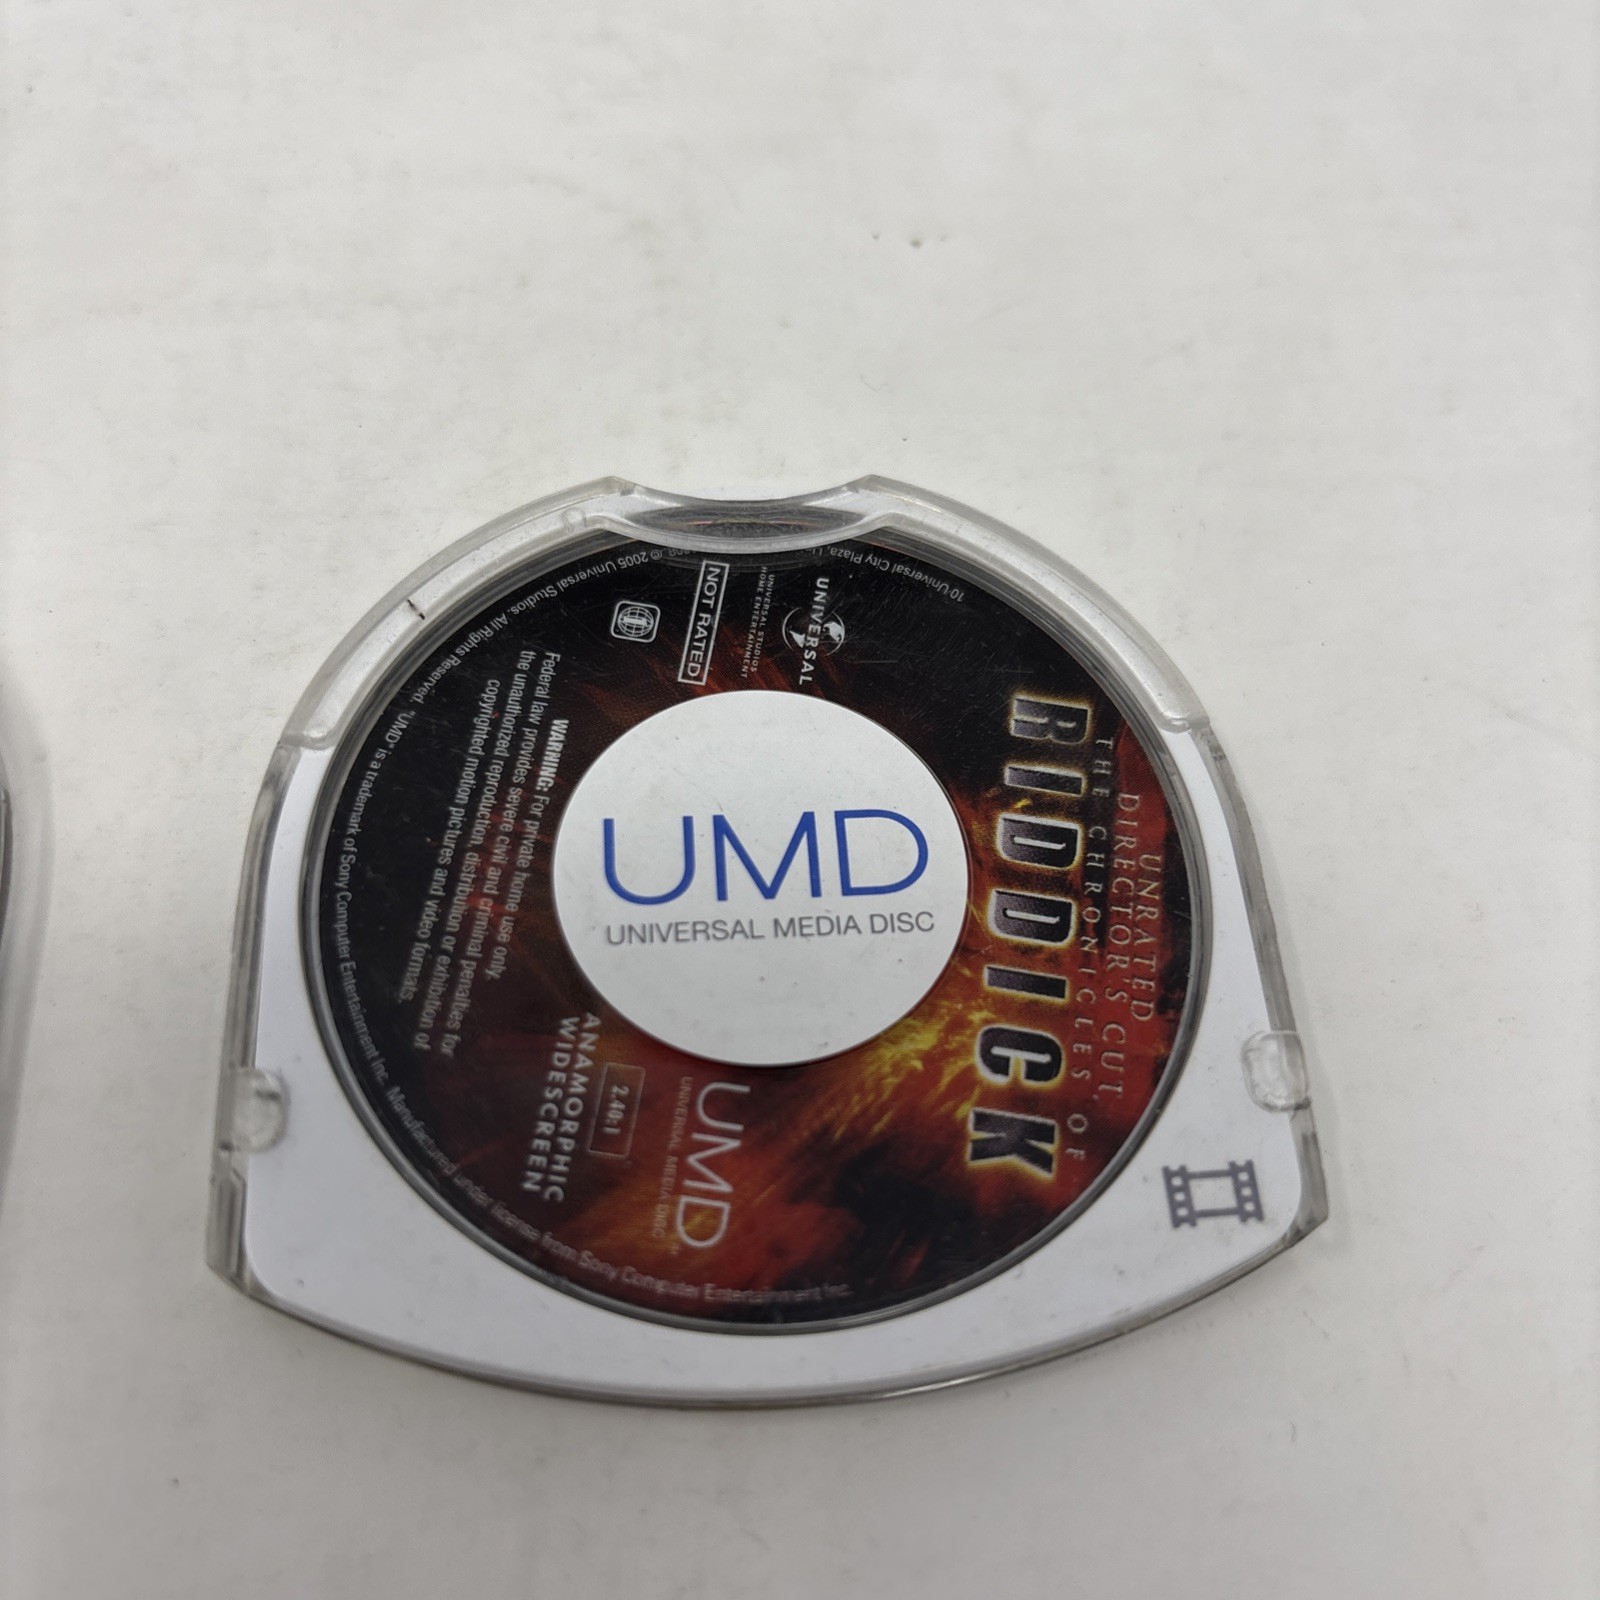 UNRATED
DIRECTOR'S CUT
THE CHRONICLES OF
RIDDICK
UNIVERSAL
UNIVERSAL STUDIOS
HOME ENTERTAINMENT
NOT RATED
1
UMD
UNIVERSAL MEDIA DISC
UMD
UNIVERSAL MEDIA DISC
2.40:1
ANAMORPHIC
WIDESCREEN
WARNING: For private home use only.
Federal law provides severe civil and criminal penalties for
the unauthorized reproduction, distribution or exhibition of
copyrighted motion pictures and video formats.
10 Universal City Plaza,
© 2005 Universal Studios. All Rights Reserved. "UMD" is a trademark of Sony Computer Entertainment Inc. Manufactured under license from Sony Computer Entertainment Inc.